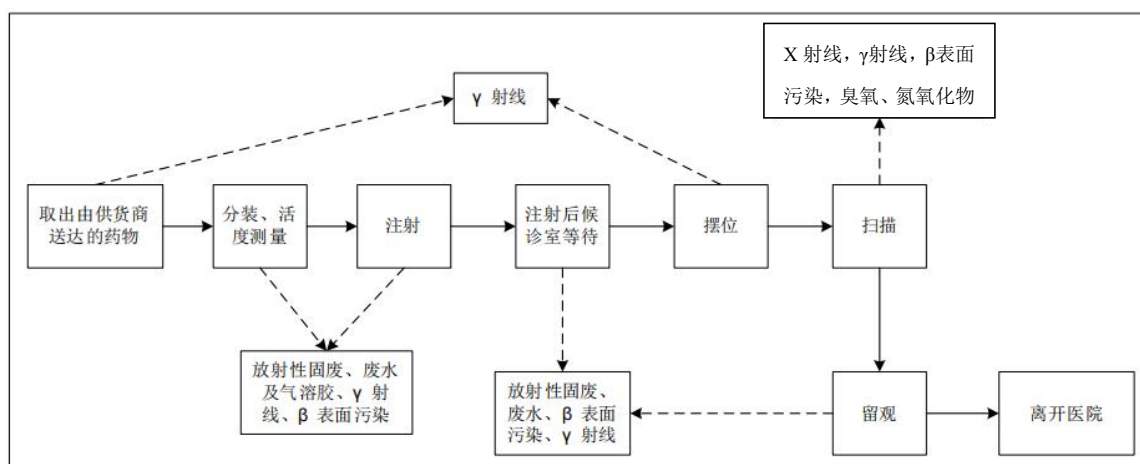 X 射线，γ射线，β表面
污染，臭氧、氮氧化物
γ 射线
取出由供货商
送达的药物
分装、活
度测量
注射
注射后候
诊室等待
摆位
扫描
放射性固废、废水
及气溶胶、γ 射
线、β 表面污染
放射性固废、
废水、β 表面
污染、γ 射线
留观
离开医院